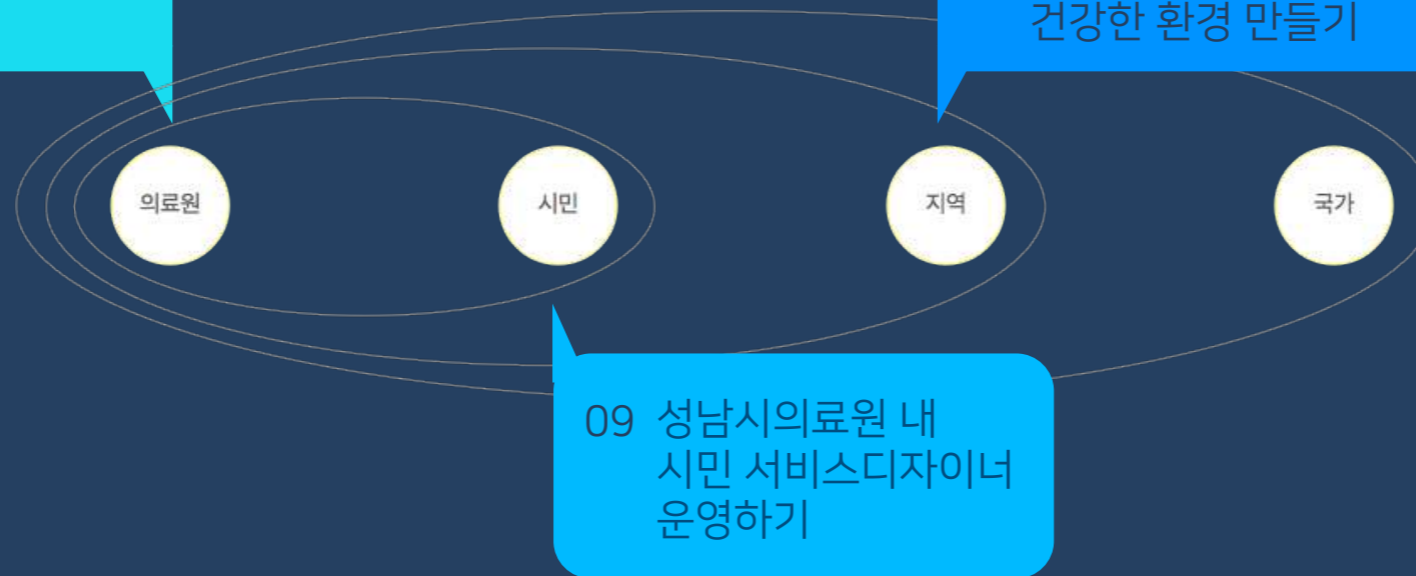 건강한 환경 만들기
의료원
시민
지역
국가
09 성남시의료원 내
시민 서비스디자이너
운영하기